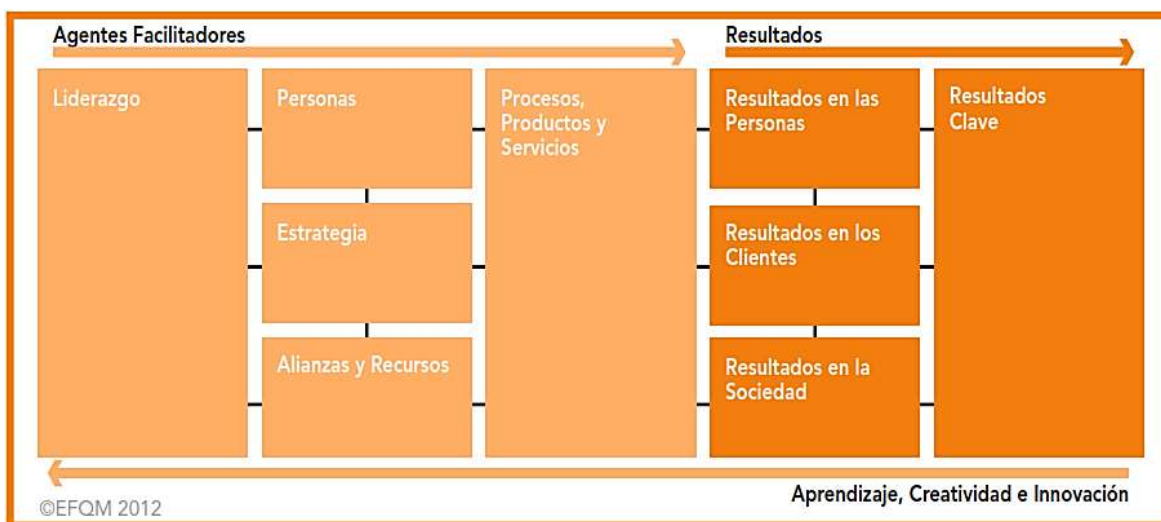 Agentes Facilitadores
Resultados
Liderazgo
Personas
Procesos,
Productos y
Servicios
Resultados en las
Personas
Resultados
Clave
Estrategia
Resultados en los
Clientes
Alianzas y Recursos
Resultados en la
Sociedad
Aprendizaje, Creatividad e Innovación
©EFQM 2012